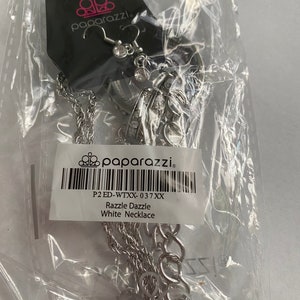 paparazzi
paparazzi
P2ED-WTXX-037XX
Razzle Dazzle
White Necklace